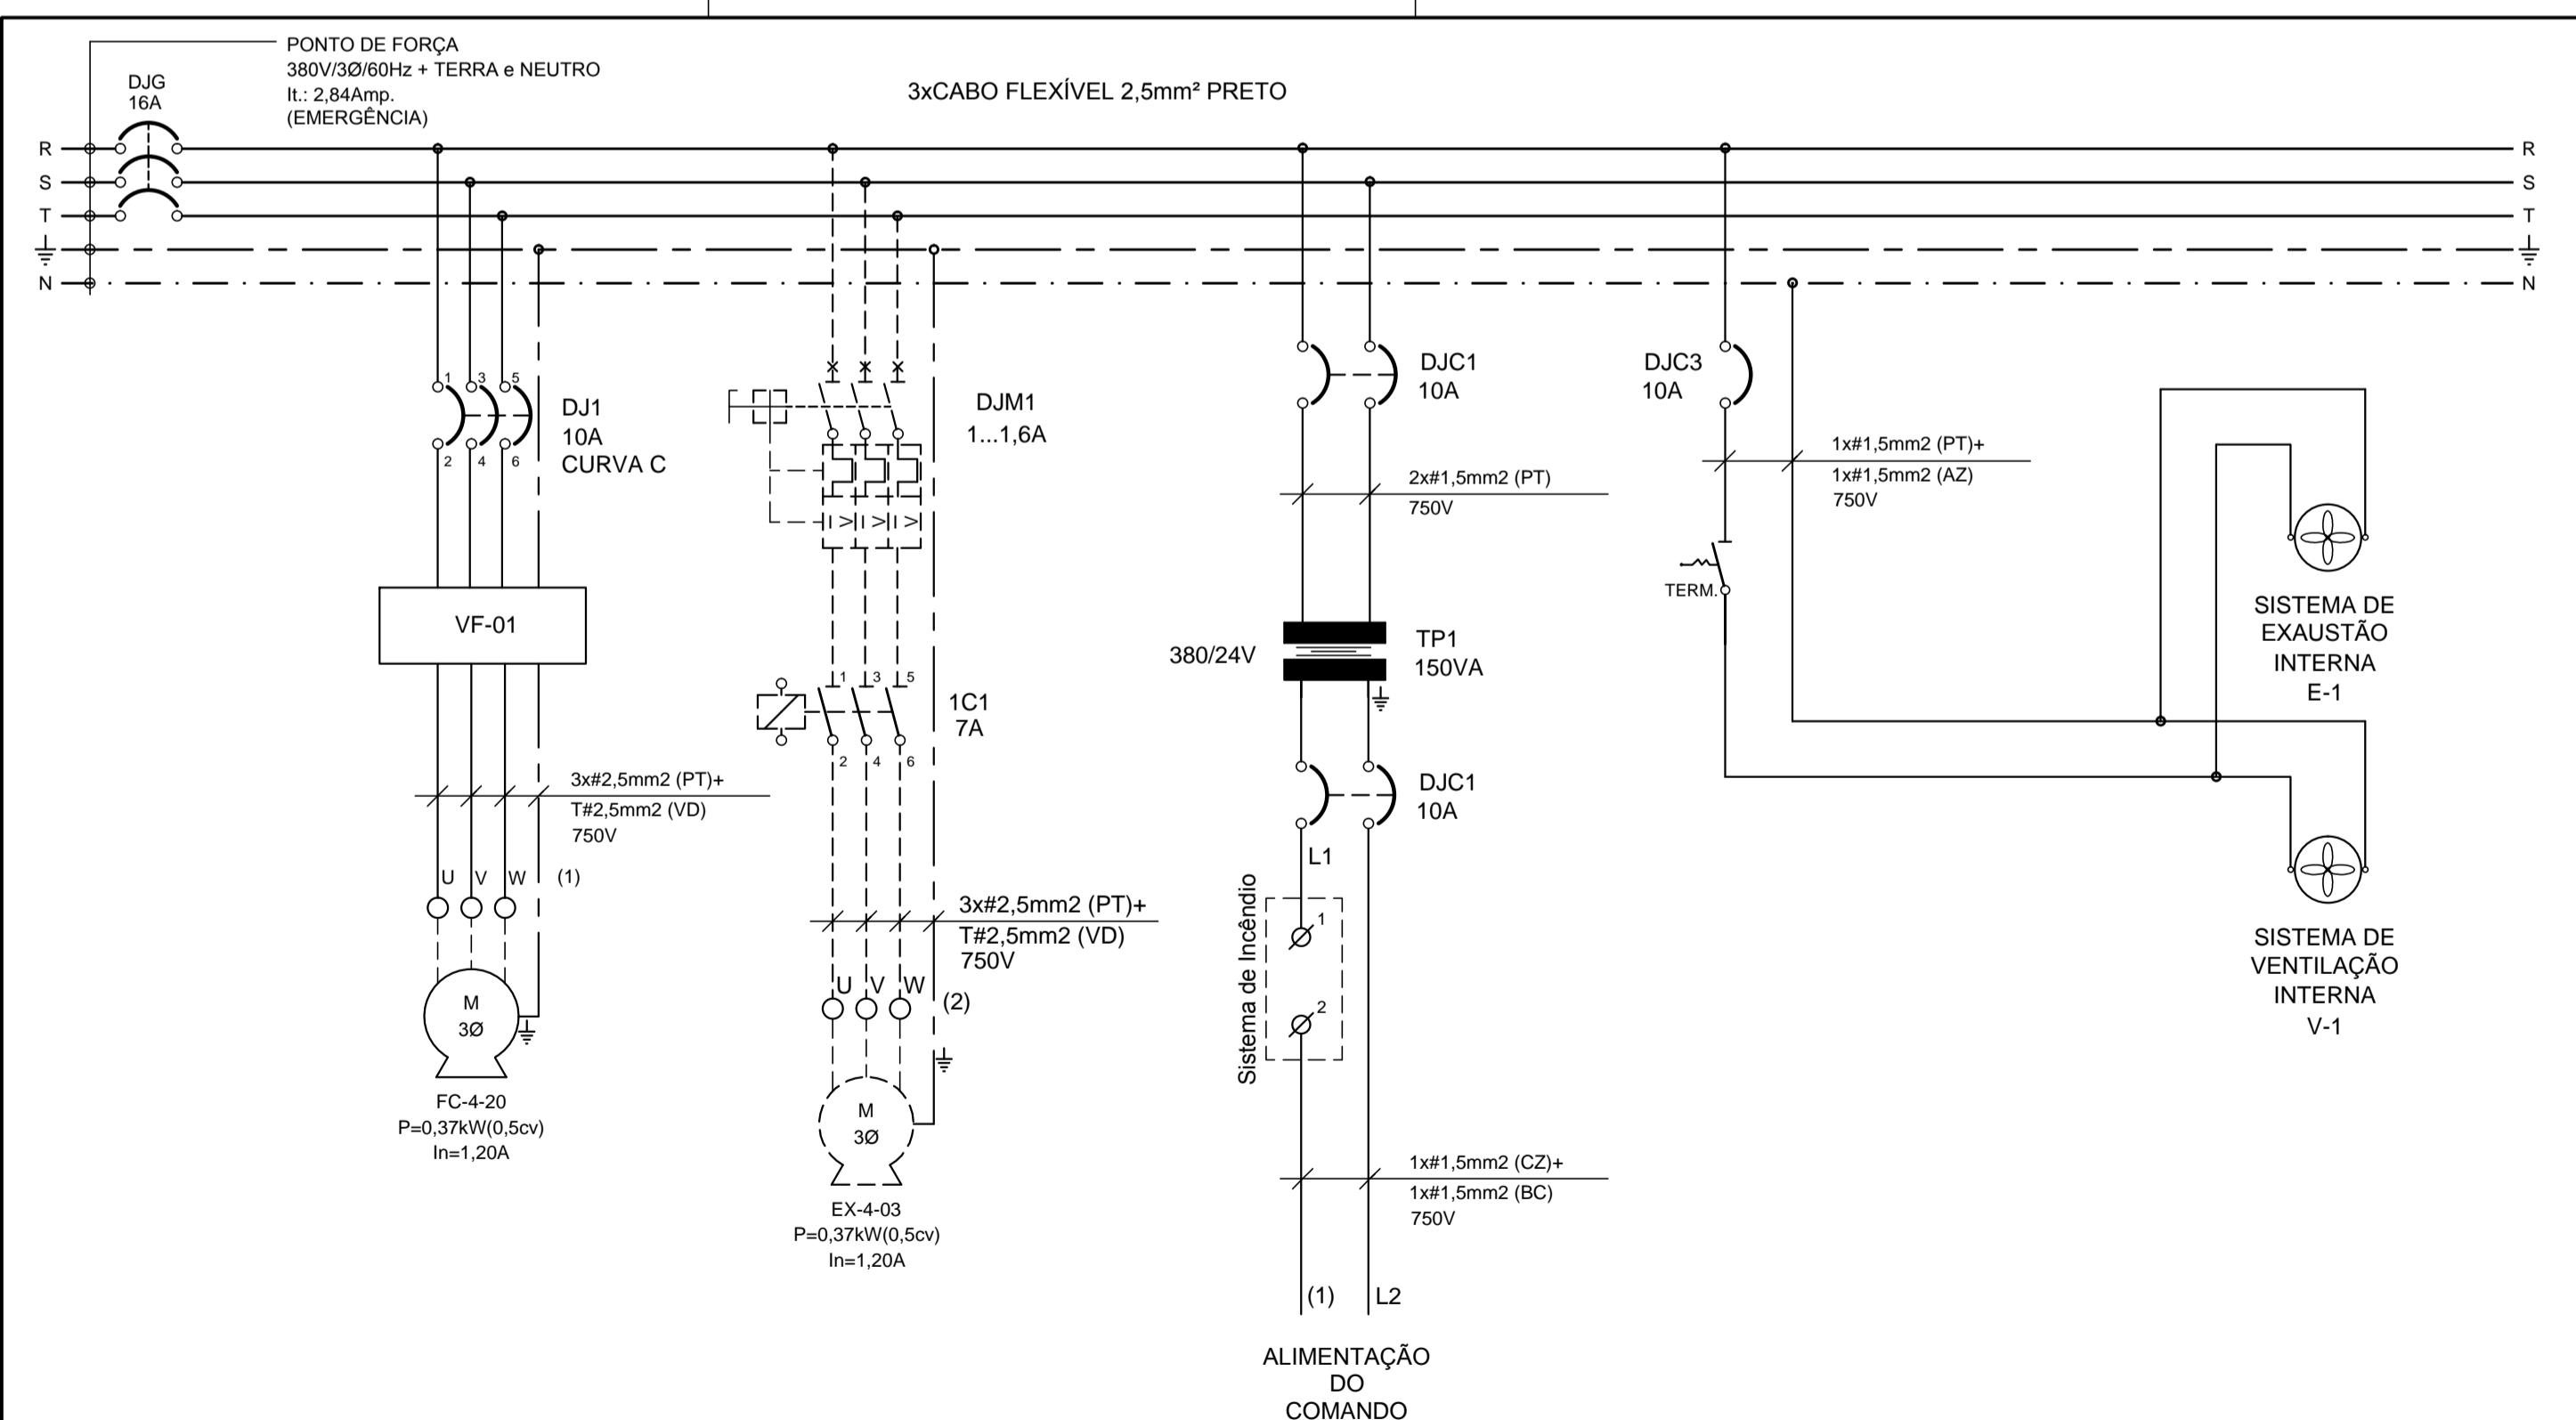 PONTO DE FORÇA
380V/3Ø/60Hz + TERRA e NEUTRO
It.: 2,84Amp.
(EMERGÊNCIA)
DJG
16A
3xCABO FLEXÍVEL 2,5mm² PRETO
R
S
T
N
R
S
T
N
1
3
5
2
4
6
DJ1
10A
CURVA C
VF-01
3x#2,5mm2 (PT)+
T#2,5mm2 (VD)
750V
U
V
W
(1)
M
3Ø
FC-4-20
P=0,37kW(0,5cv)
In=1,20A
DJM1
1...1,6A
I >
I >
I >
1
3
5
2
4
6
1C1
7A
3x#2,5mm2 (PT)+
T#2,5mm2 (VD)
750V
U
V
W
(2)
M
3Ø
EX-4-03
P=0,37kW(0,5cv)
In=1,20A
DJC1
10A
2x#1,5mm2 (PT)
750V
380/24V
TP1
150VA
DJC1
10A
L1
Sistema de Incêndio
1
2
1x#1,5mm2 (CZ)+
1x#1,5mm2 (BC)
750V
(1)
L2
ALIMENTAÇÃO
DO
COMANDO
DJC3
10A
1x#1,5mm2 (PT)+
1x#1,5mm2 (AZ)
750V
TERM.
SISTEMA DE
EXAUSTÃO
INTERNA
E-1
SISTEMA DE
VENTILAÇÃO
INTERNA
V-1